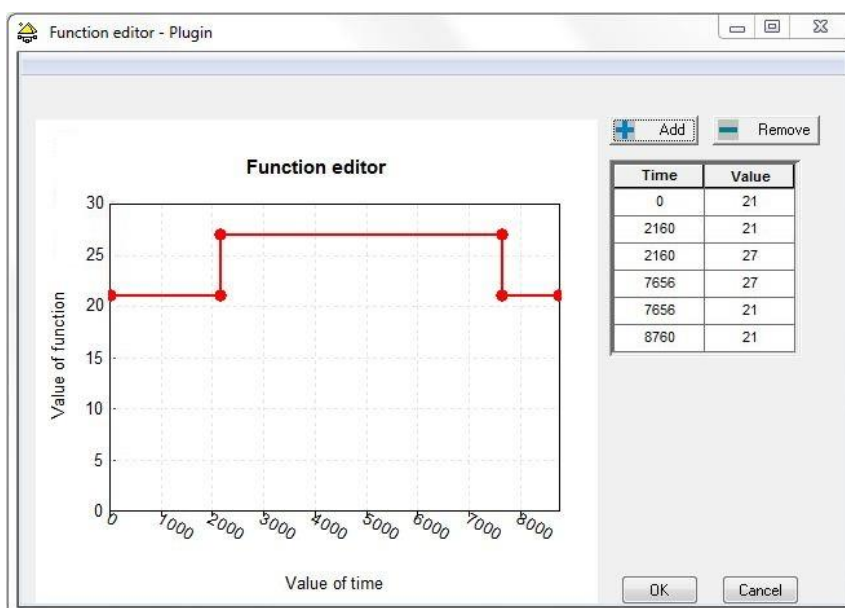 Function editor - Plugin
Add
Remove
Function editor
Value of function
30
25
20
15
10
5
0
0 1000 2000 3000 4000 5000 6000 7000 8000
Value of time
Time Value
0 21
2160 21
2160 27
7656 27
7656 21
8760 21
OK
Cancel